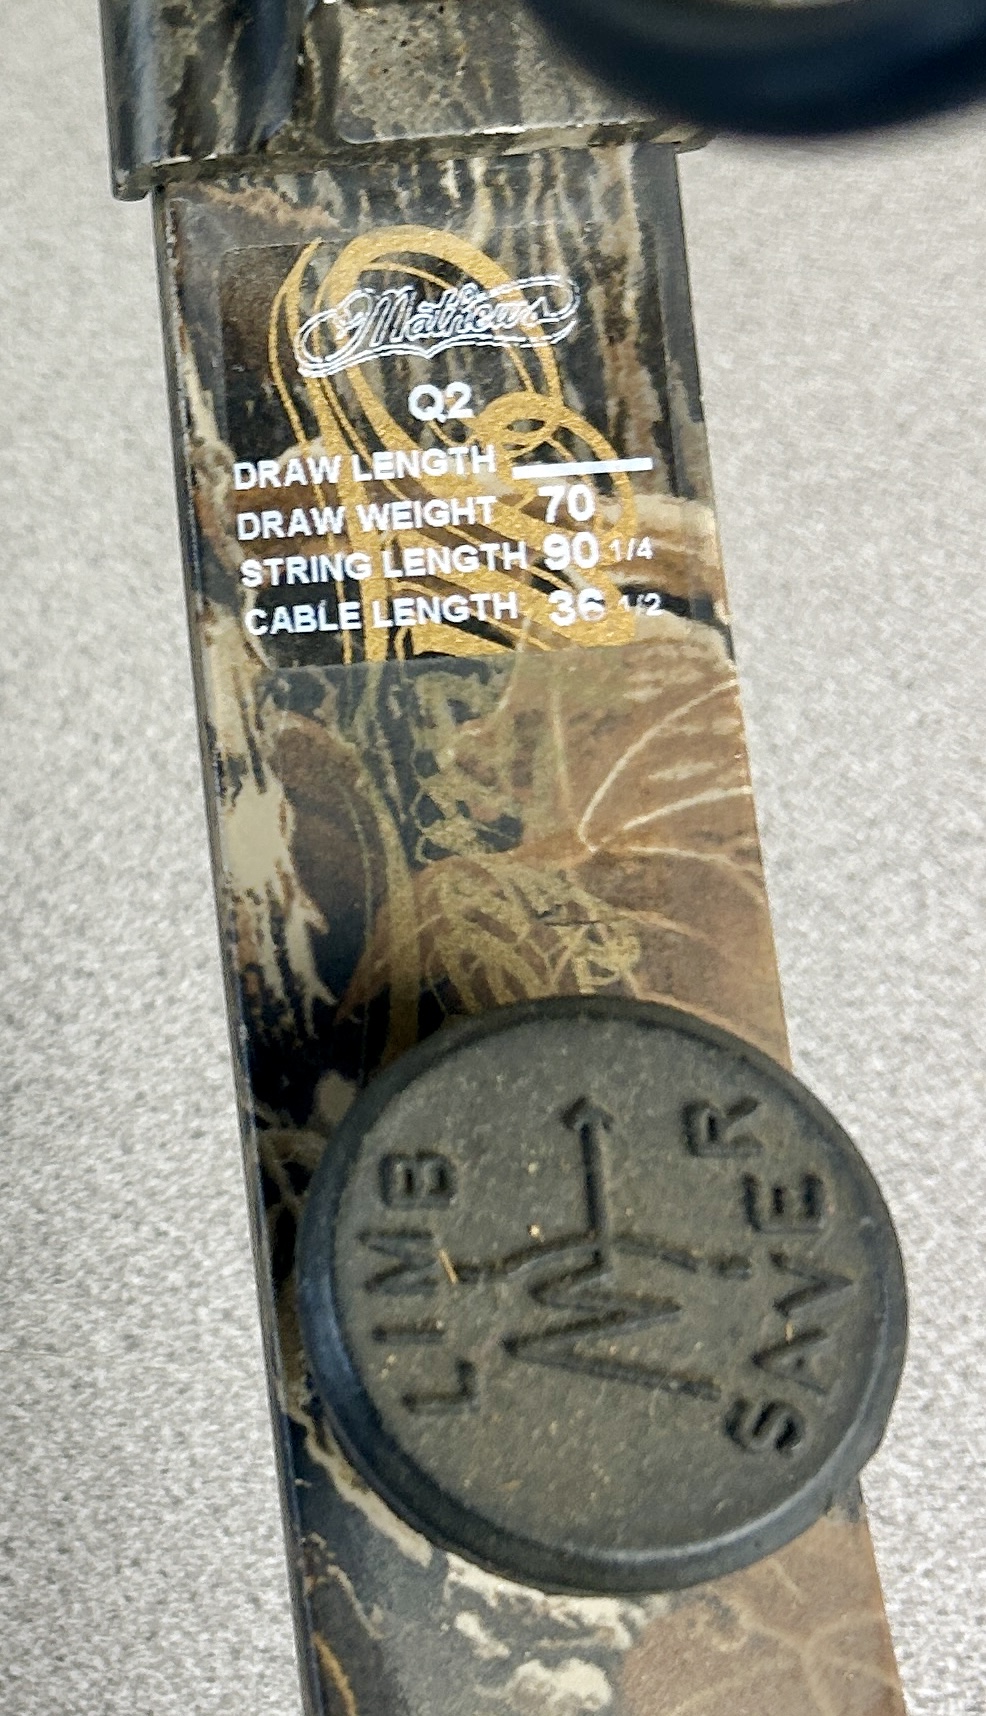 Mathews
Q2
DRAW LENGTH
DRAW WEIGHT 70
STRING LENGTH 90 1/4
CABLE LENGTH 36 1/2
LIMB
SAVER